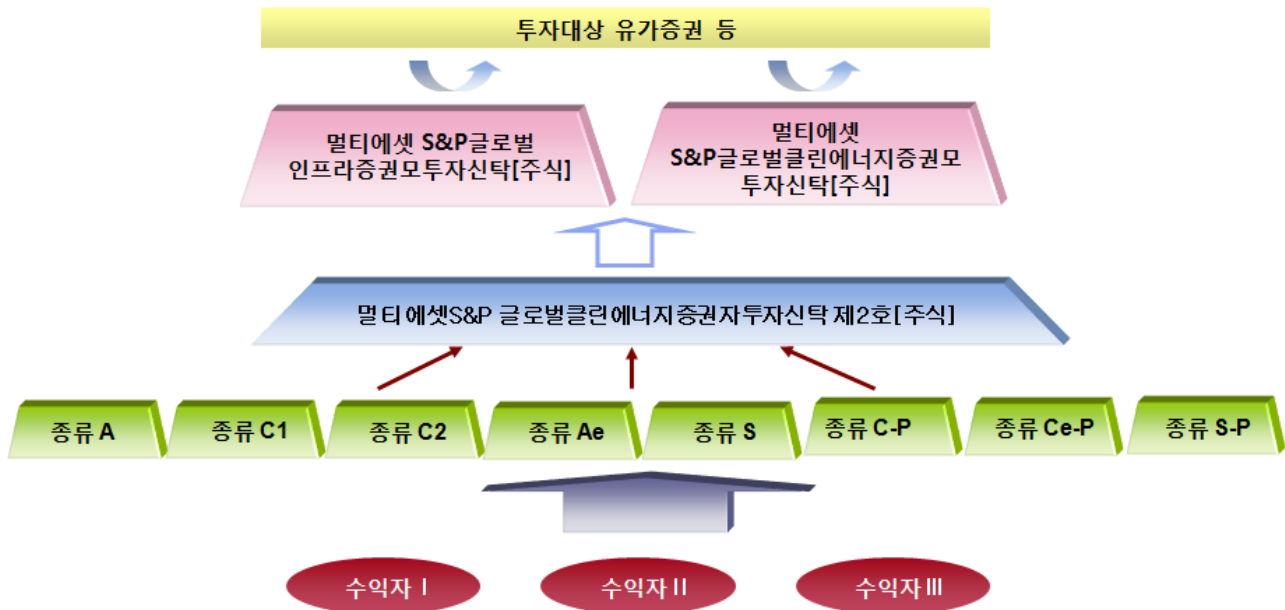 투자대상 유가증권 등
멀티에셋 S&P글로벌
인프라증권모투자신탁[주식]
멀티에셋
S&P글로벌클린에너지증권모
투자신탁[주식]
멀티에셋S&P 글로벌클린에너지증권자투자신탁 제2호[주식]
종류 A
종류 C1
종류 C2
종류 Ae
종류 S
종류 C-P
종류 Ce-P
종류 S-P
수익자 Ⅰ
수익자 Ⅱ
수익자 Ⅲ